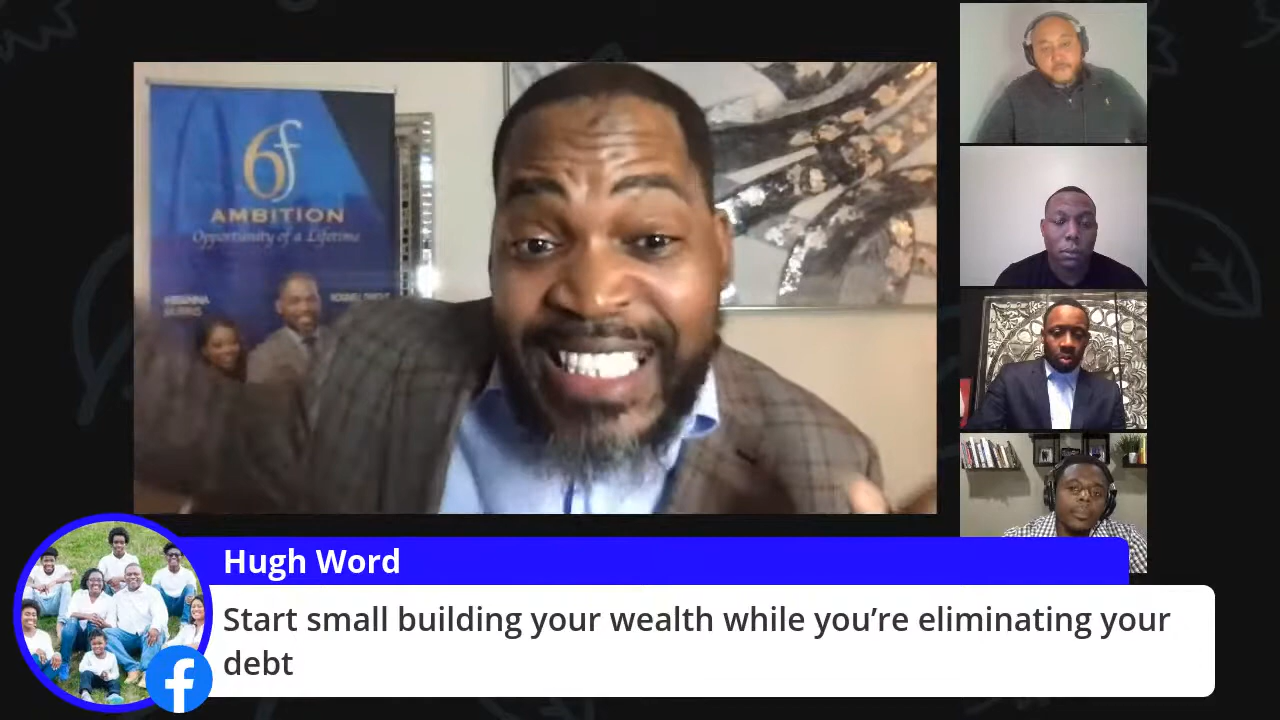 6f
AMBITION
Opportunity of a Lifetime
Hugh Word
Start small building your wealth while you’re eliminating your
debt